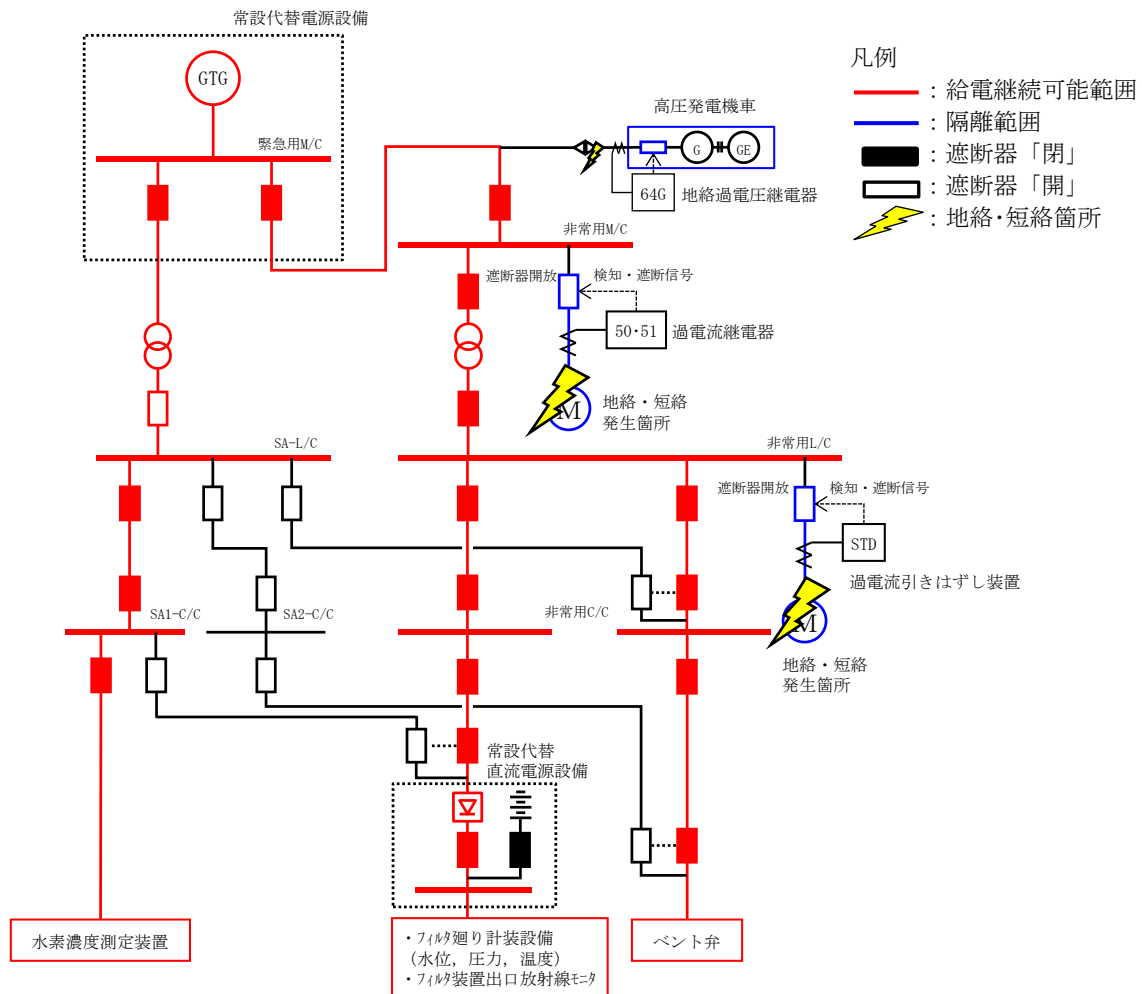 常設代替電源設備
GTG
緊急用M/C
凡例
：給電継続可能範囲
：隔離範囲
：遮断器「閉」
：遮断器「開」
：地絡・短絡箇所
高圧発電機車
G
GE
64G
地絡過電圧継電器
非常用M/C
遮断器開放
検知・遮断信号
50・51
過電流継電器
M
地絡・短絡
発生箇所
SA-L/C
非常用L/C
遮断器開放
検知・遮断信号
STD
過電流引きはずし装置
M
地絡・短絡
発生箇所
SA1-C/C
SA2-C/C
非常用C/C
常設代替
直流電源設備
水素濃度測定装置
・フィルタ廻り計装設備
（水位，圧力，温度）
・フィルタ装置出口放射線モニタ
ベント弁